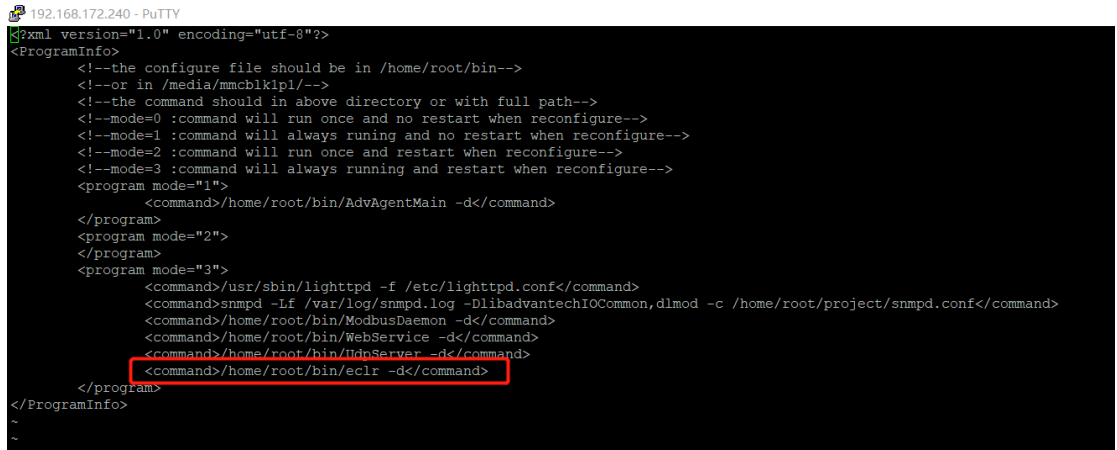 192.168.172.240 - PuTTY
<?xml version="1.0" encoding="utf-8"?>
<ProgramInfo>
        <!--the configure file should be in /home/root/bin-->
        <!--or in /media/mmcblk1p1/-->
        <!--the command should in above directory or with full path-->
        <!--mode=0 :command will run once and no restart when reconfigure-->
        <!--mode=1 :command will always runing and no restart when reconfigure-->
        <!--mode=2 :command will run once and restart when reconfigure-->
        <!--mode=3 :command will always running and restart when reconfigure-->
        <program mode="1">
                <command>/home/root/bin/AdvAgentMain -d</command>
        </program>
        <program mode="2">
        </program>
        <program mode="3">
                <command>/usr/sbin/lighttpd -f /etc/lighttpd.conf</command>
                <command>snmpd -Lf /var/log/snmpd.log -DlibadvantechIOCommon,dlmod -c /home/root/project/snmpd.conf</command>
                <command>/home/root/bin/ModbusDaemon -d</command>
                <command>/home/root/bin/WebService -d</command>
                <command>/home/root/bin/UdpServer -d</command>
                <command>/home/root/bin/eclr -d</command>
        </program>
</ProgramInfo>
~
~